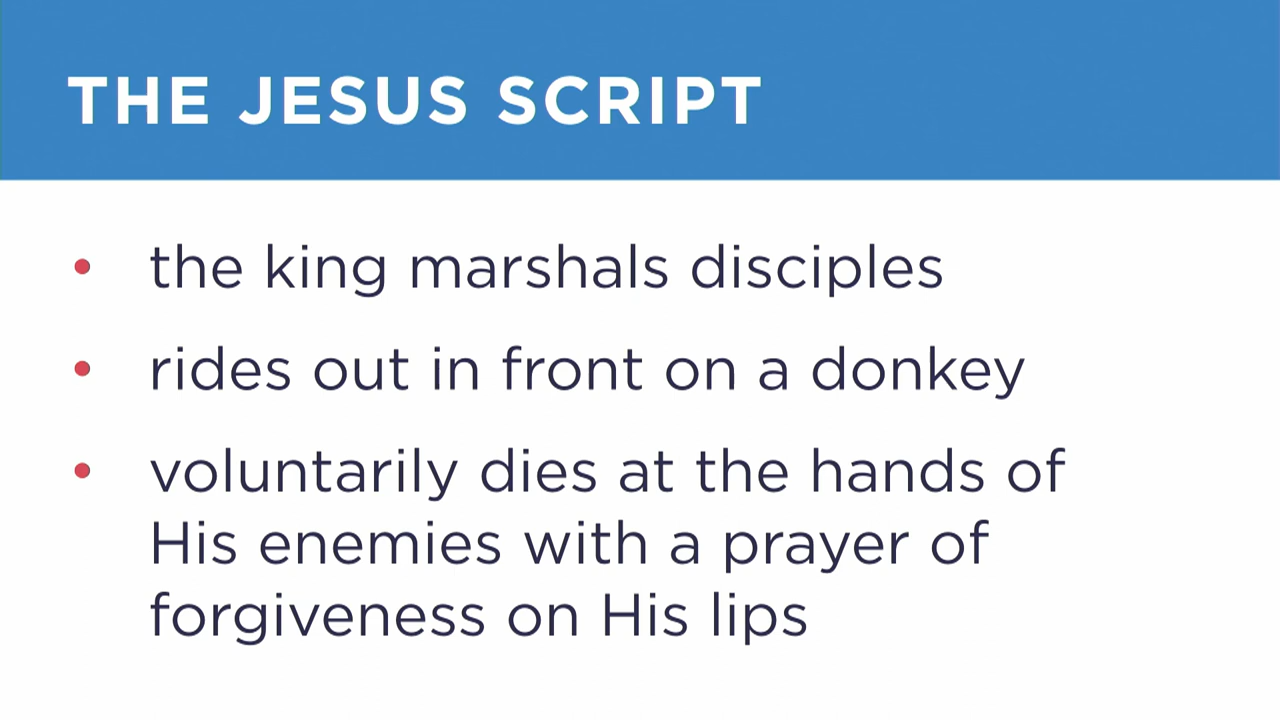 THE JESUS SCRIPT
• the king marshals disciples
• rides out in front on a donkey
• voluntarily dies at the hands of
His enemies with a prayer of
forgiveness on His lips